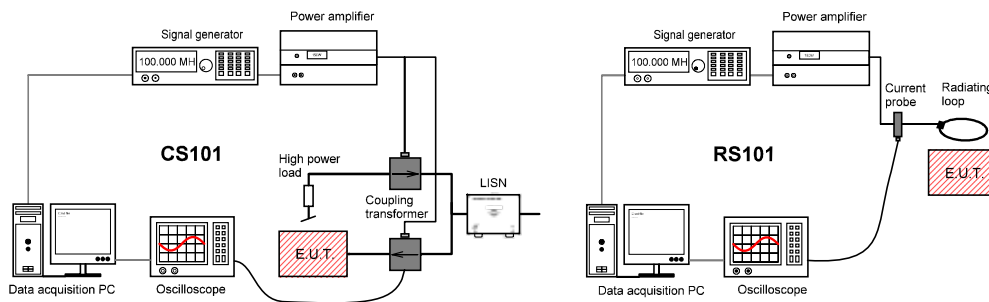 Power amplifier
Signal generator
100.000 MH
CS101
High power
load
Coupling
transformer
LISN
E.U.T.
Data acquisition PC
Oscilloscope
Power amplifier
Signal generator
100.000 MH
Current
probe
Radiating
loop
RS101
E.U.T.
Data acquisition PC
Oscilloscope